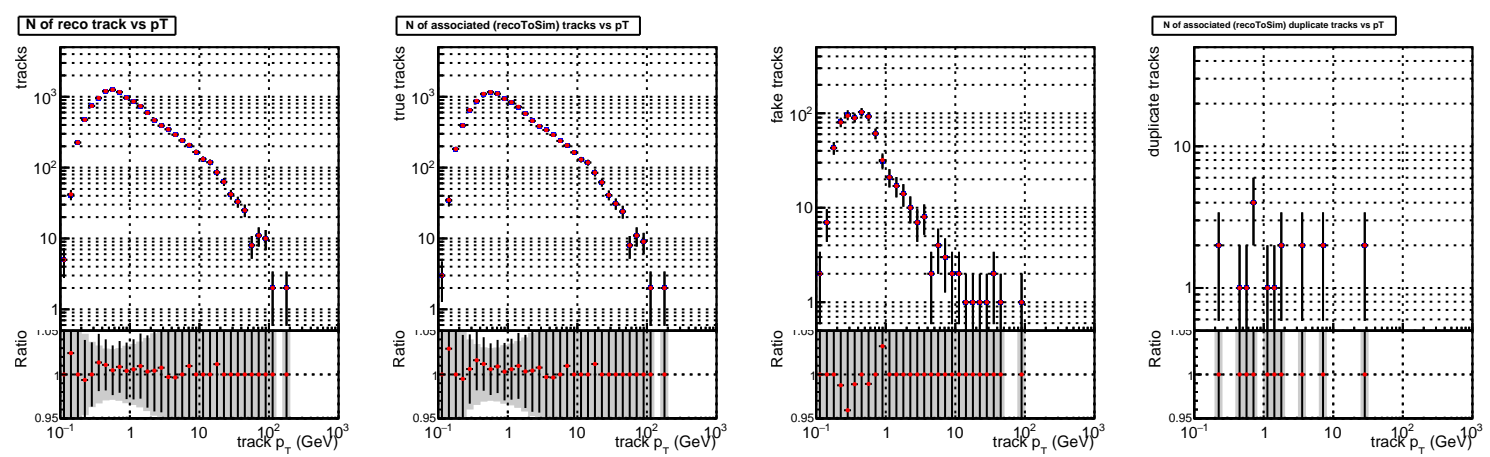 N of reco track vs pT
N of associated (recoToSim) tracks vs pT
N of associated (recoToSim) duplicate tracks vs pT
tracks
10³
10²
10
1
Ratio
1.05
1
0.95
10⁻¹ 1 10 10² 10³
track p_T (GeV)
true tracks
10³
10²
10
1
Ratio
1.05
1
0.95
10⁻¹ 1 10 10² 10³
track p_T (GeV)
fake tracks
10²
10
1
Ratio
1.05
1
0.95
10⁻¹ 1 10 10² 10³
track p_T (GeV)
duplicate tracks
10
1
Ratio
1.05
1
0.95
10⁻¹ 1 10 10² 10³
track p_T (GeV)